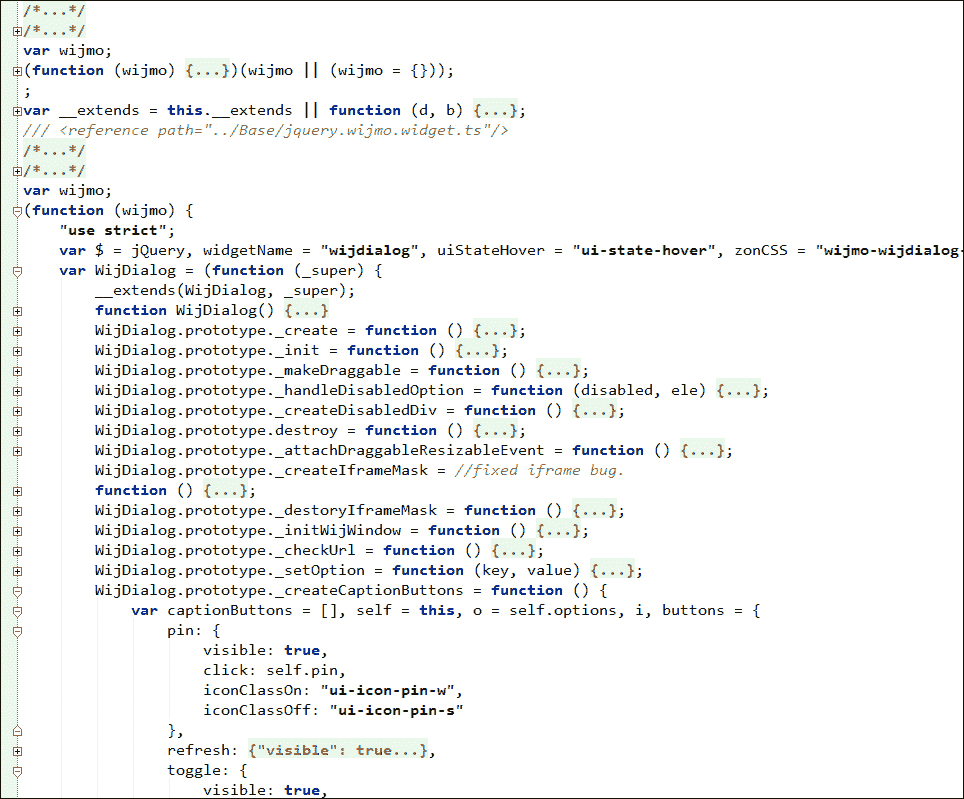 /*...*/
/*...*/
var wijmo;
(function (wijmo) {...})(wijmo || (wijmo = {}));
;
var __extends = this.__extends || function (d, b) {...};
/// <reference path="../Base/jquery.wijmo.widget.ts"/>
/*...*/
/*...*/
var wijmo;
(function (wijmo) {
    "use strict";
    var $ = jQuery, widgetName = "wijdialog", uiStateHover = "ui-state-hover", zonCSS = "wijmo-wijdialog-
    var WijDialog = (function (_super) {
        __extends(WijDialog, _super);
        function WijDialog() {...}
        WijDialog.prototype._create = function () {...};
        WijDialog.prototype._init = function () {...};
        WijDialog.prototype._makeDraggable = function () {...};
        WijDialog.prototype._handleDisabledOption = function (disabled, ele) {...};
        WijDialog.prototype._createDisabledDiv = function () {...};
        WijDialog.prototype.destroy = function () {...};
        WijDialog.prototype._attachDraggableResizableEvent = function () {...};
        WijDialog.prototype._createIframeMask = //fixed iframe bug.
        function () {...};
        WijDialog.prototype._destoryIframeMask = function () {...};
        WijDialog.prototype._initWijWindow = function () {...};
        WijDialog.prototype._checkUrl = function () {...};
        WijDialog.prototype._setOption = function (key, value) {...};
        WijDialog.prototype._createCaptionButtons = function () {
            var captionButtons = [], self = this, o = self.options, i, buttons = {
                pin: {
                    visible: true,
                    click: self.pin,
                    iconClassOn: "ui-icon-pin-w",
                    iconClassOff: "ui-icon-pin-s"
                },
                refresh: {"visible": true...},
                toggle: {
                    visible: true,